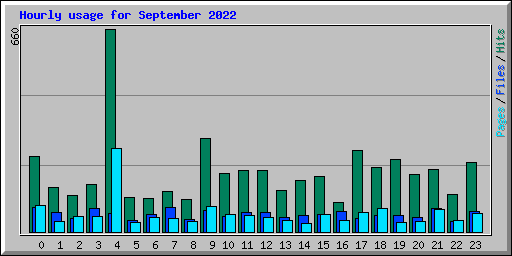 Hourly usage for September 2022
660
Pages / Files / Hits
0 1 2 3 4 5 6 7 8 9 10 11 12 13 14 15 16 17 18 19 20 21 22 23